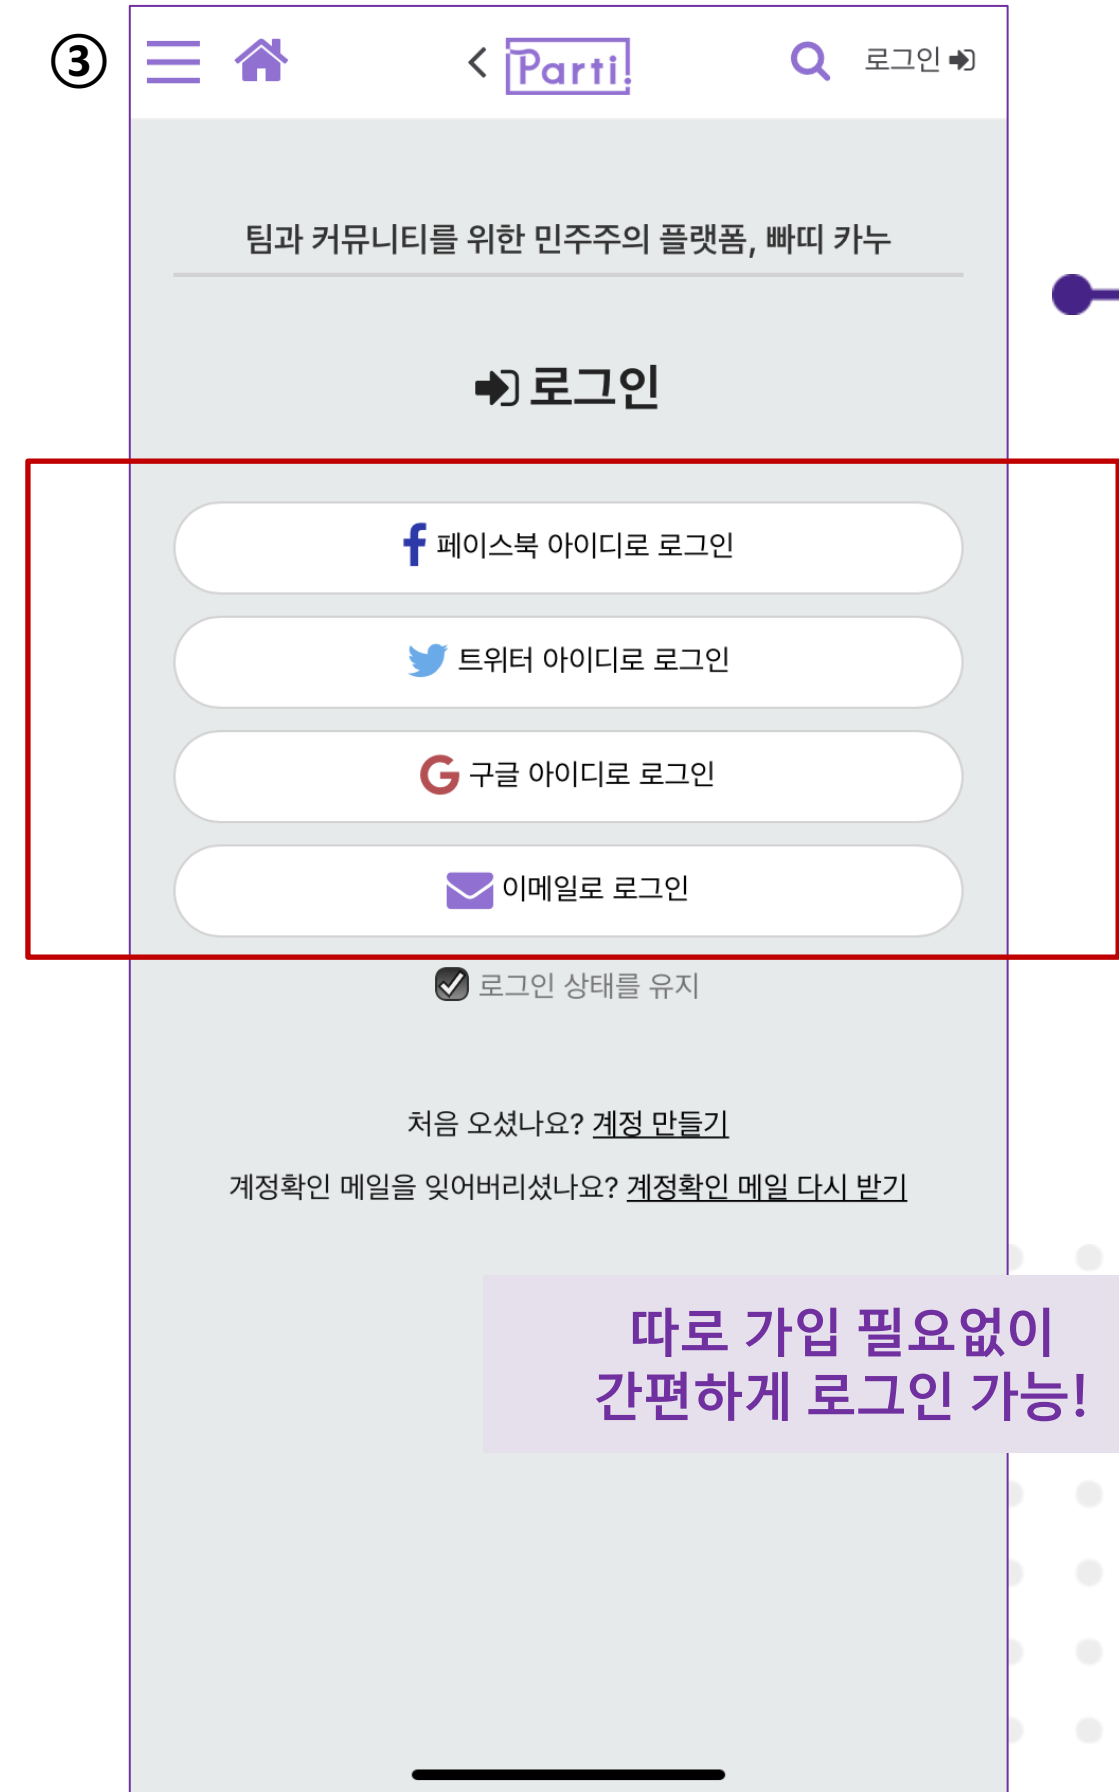 ③
Parti!
로그인
팀과 커뮤니티를 위한 민주주의 플랫폼, 빠띠 카누
로그인
페이스북 아이디로 로그인
트위터 아이디로 로그인
구글 아이디로 로그인
이메일로 로그인
로그인 상태를 유지
처음 오셨나요? 계정 만들기
계정확인 메일을 잊어버리셨나요? 계정확인 메일 다시 받기
따로 가입 필요없이
간편하게 로그인 가능!